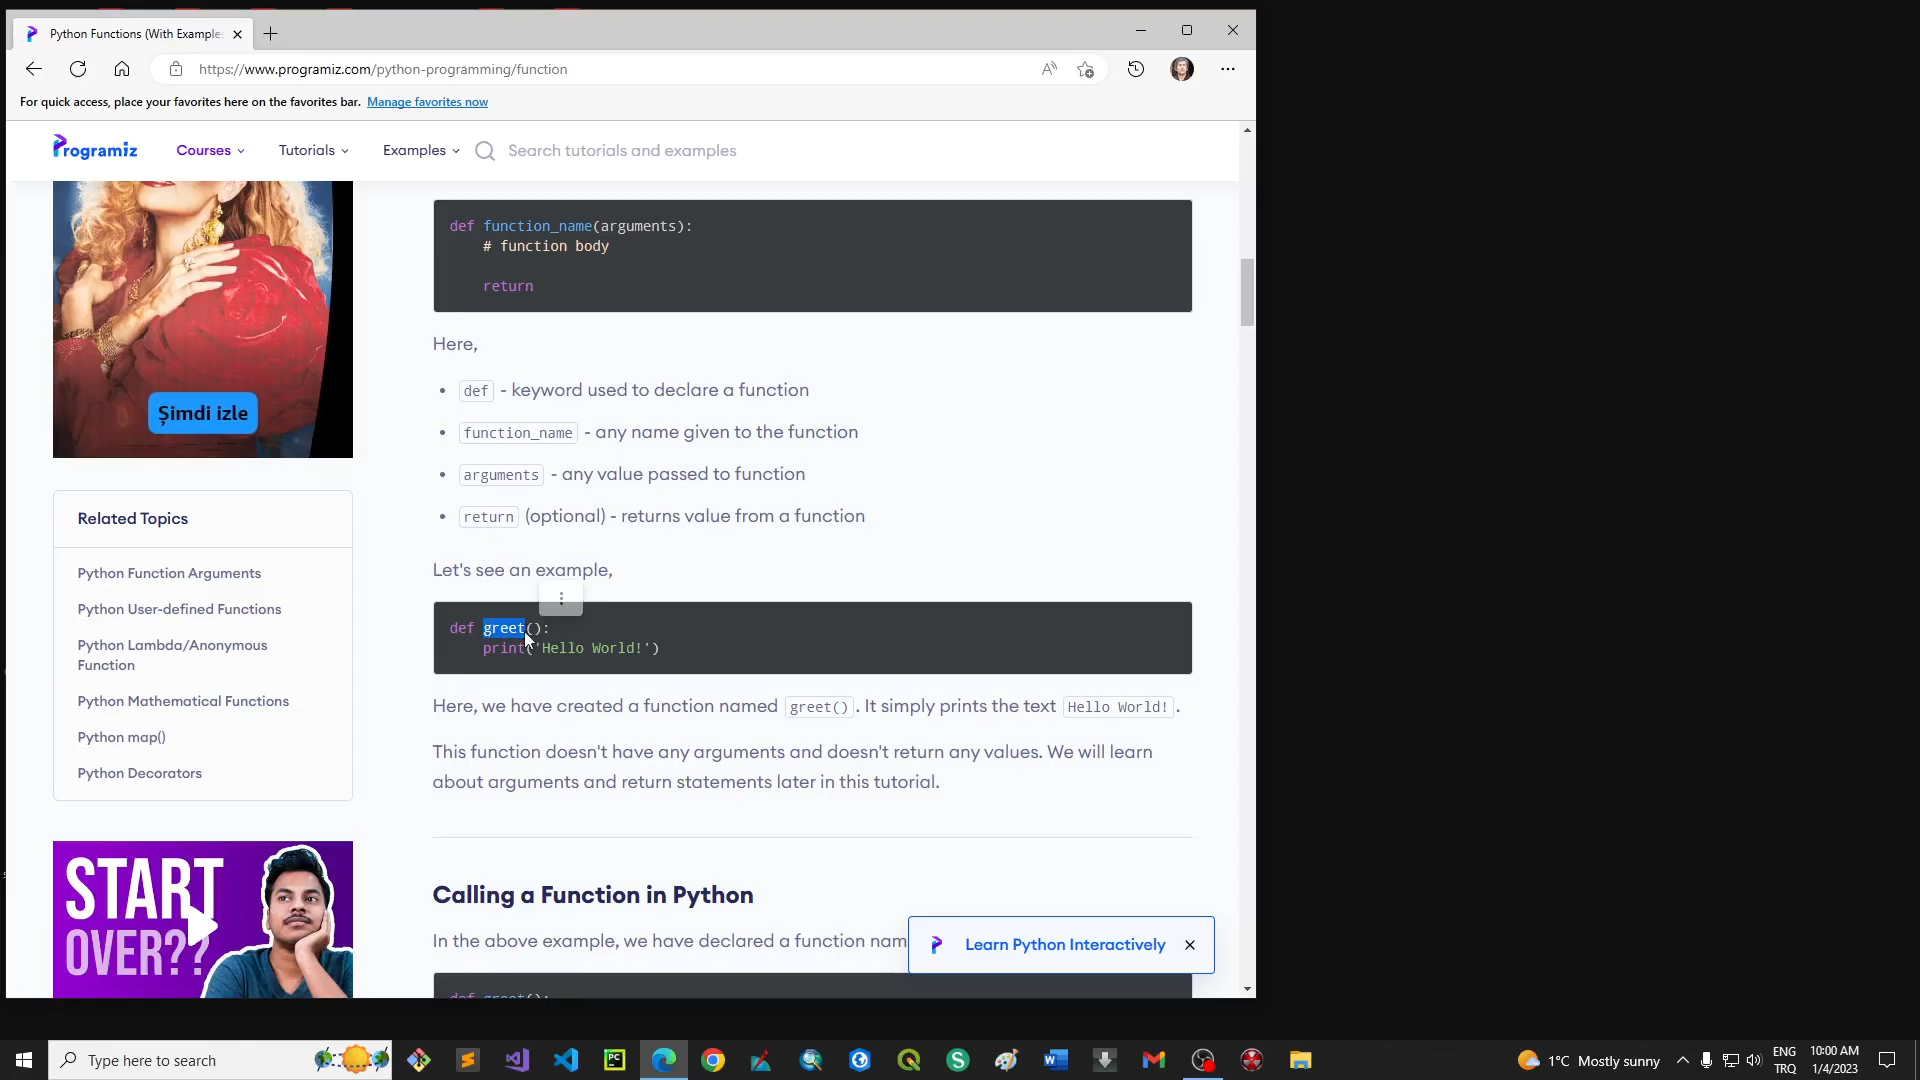 Python Functions (With Example
https://www.programiz.com/python-programming/function
For quick access, place your favorites here on the favorites bar. Manage favorites now
Programiz
Courses
Tutorials
Examples
Search tutorials and examples
Şimdi izle
Related Topics
Python Function Arguments
Python User-defined Functions
Python Lambda/Anonymous
Function
Python Mathematical Functions
Python map()
Python Decorators
START
OVER??
def function_name(arguments):
# function body
return
Here,
• def - keyword used to declare a function
• function_name - any name given to the function
• arguments - any value passed to function
• return (optional) - returns value from a function
Let's see an example,
def greet():
print('Hello World!')
Here, we have created a function named greet(). It simply prints the text Hello World!.
This function doesn't have any arguments and doesn't return any values. We will learn
about arguments and return statements later in this tutorial.
Calling a Function in Python
In the above example, we have declared a function nam
Learn Python Interactively
def greet():
Type here to search
PC
S
1°C Mostly sunny
ENG
TRQ
10:00 AM
1/4/2023